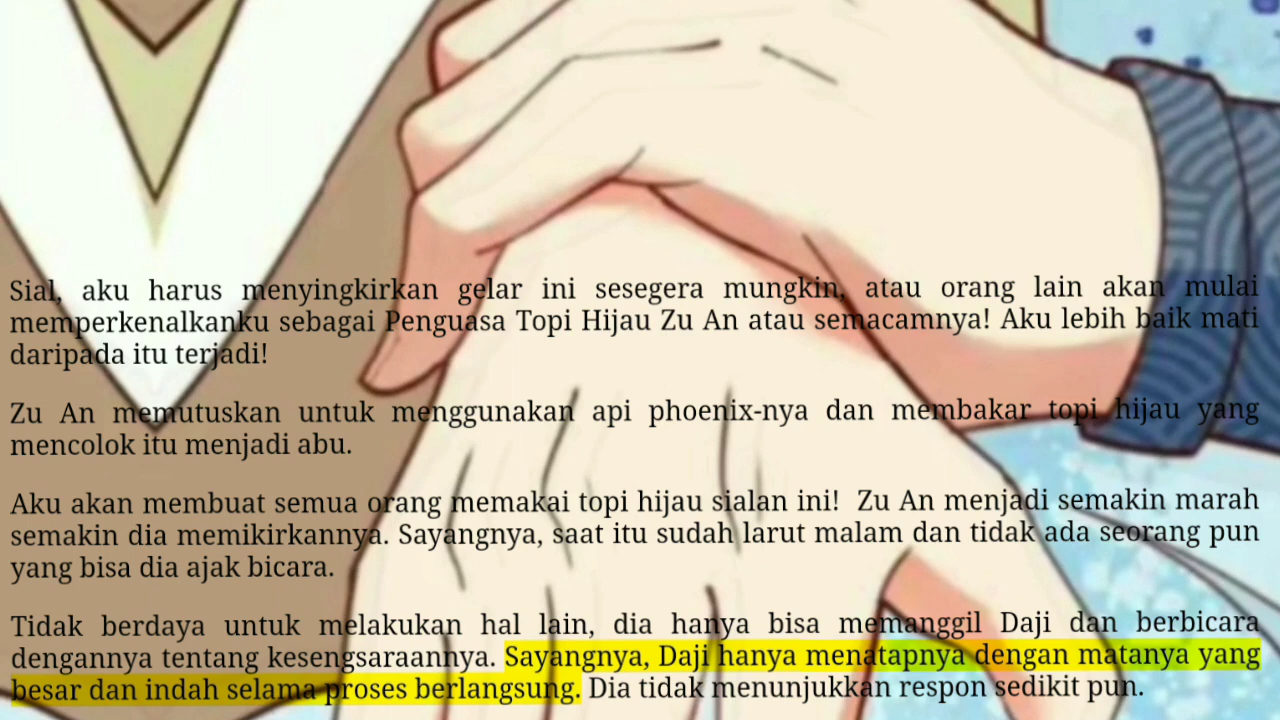 Sial, aku harus menyingkirkan gelar ini sesegera mungkin, atau orang lain akan mulai
memperkenalkanku sebagai Penguasa Topi Hijau Zu An atau semacamnya! Aku lebih baik mati
daripada itu terjadi!
Zu An memutuskan untuk menggunakan api phoenix-nya dan membakar topi hijau yang
mencolok itu menjadi abu.
Aku akan membuat semua orang memakai topi hijau sialan ini! Zu An menjadi semakin marah
semakin dia memikirkannya. Sayangnya, saat itu sudah larut malam dan tidak ada seorang pun
yang bisa dia ajak bicara.
Tidak berdaya untuk melakukan hal lain, dia hanya bisa memanggil Daji dan berbicara
dengannya tentang kesengsaraannya. Sayangnya, Daji hanya menatapnya dengan matanya yang
besar dan indah selama proses berlangsung. Dia tidak menunjukkan respon sedikit pun.